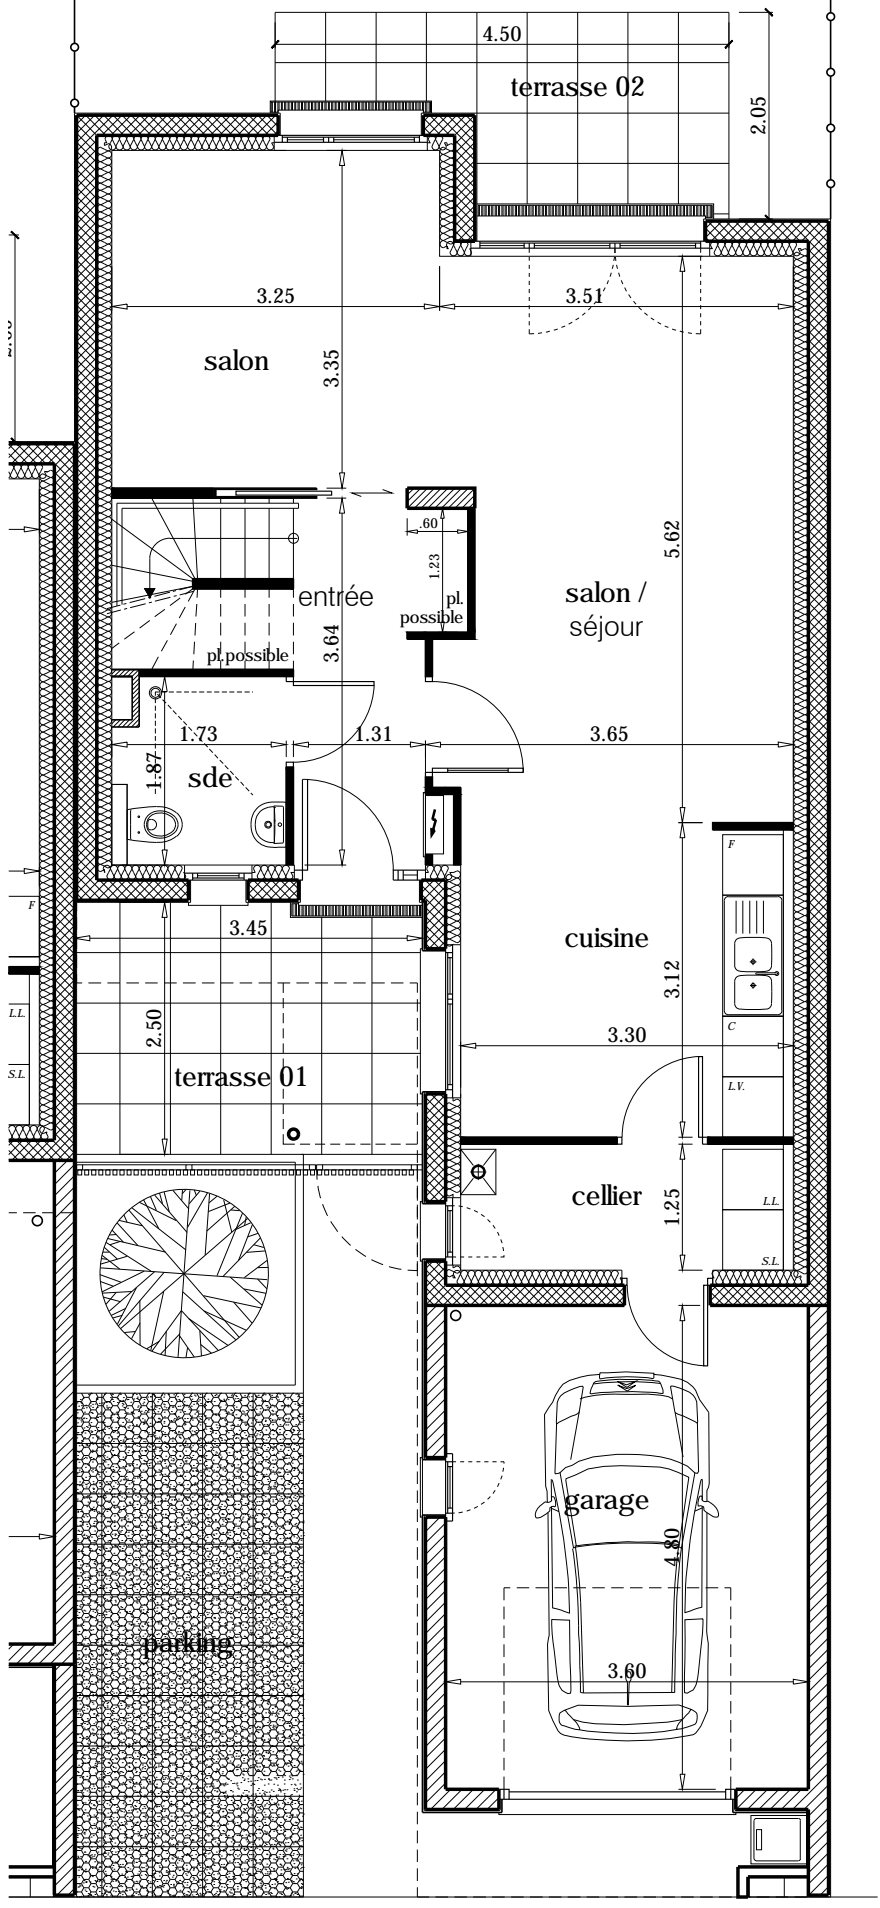 4.50
terrasse 02
2.05
3.25
3.51
salon
3.35
.60
1.23
5.62
entrée
pl.
possible
salon /
séjour
3.64
pl.possible
1.73
1.31
3.65
1.87
sde
F
F
3.45
cuisine
3.12
L.L.
C
2.50
3.30
S.L.
terrasse 01
L.V.
cellier
1.25
L.L.
S.L.
garage
4.80
parking
3.60